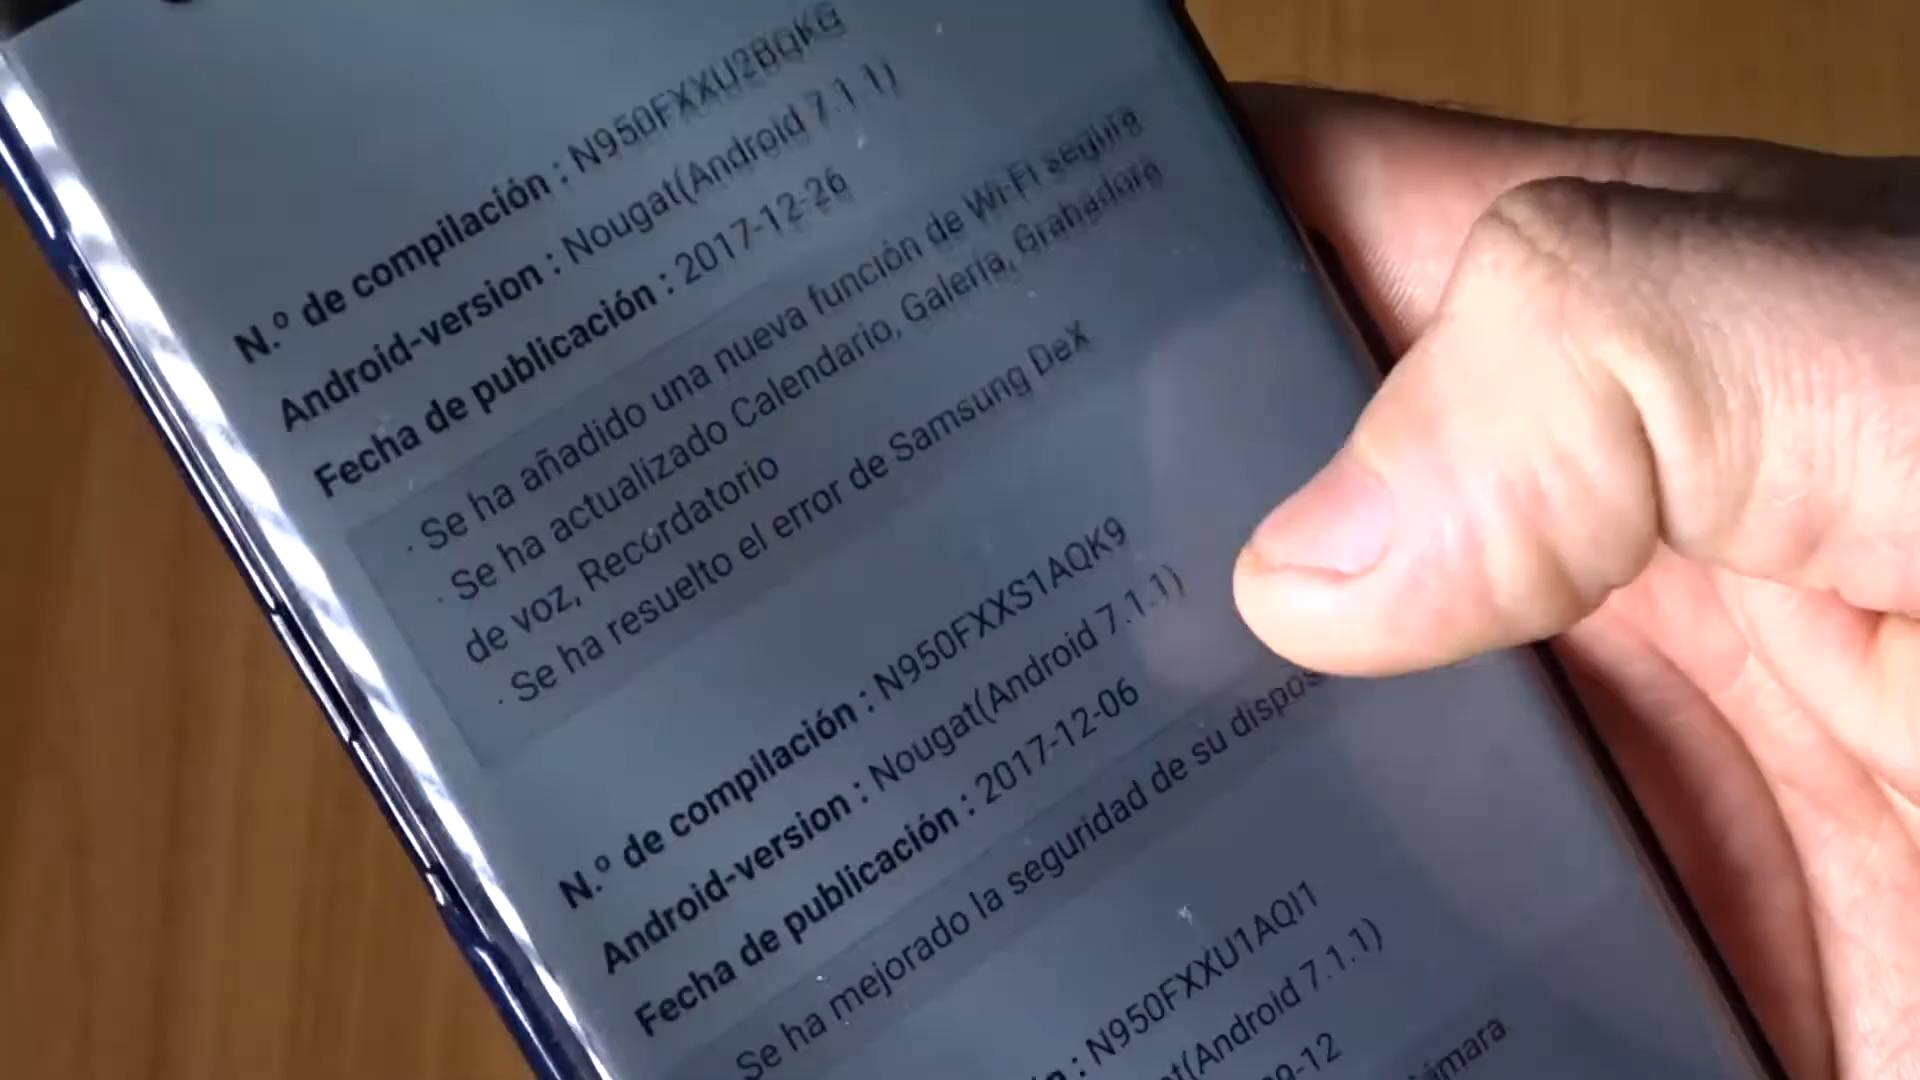 N.º de compilación : N950FXXU2BQKG
Android-version : Nougat(Android 7.1.1)
Fecha de publicación : 2017-12-26
· Se ha añadido una nueva función de Wi-Fi segura
· Se ha actualizado Calendario, Galería, Grabadora
de voz, Recordatorio
· Se ha resuelto el error de Samsung DeX
N.º de compilación : N950FXXS1AQK9
Android-version : Nougat(Android 7.1.1)
Fecha de publicación : 2017-12-06
Se ha mejorado la seguridad de su dispos
: N950FXXU1AQI1
(Android 7.1.1)
-12